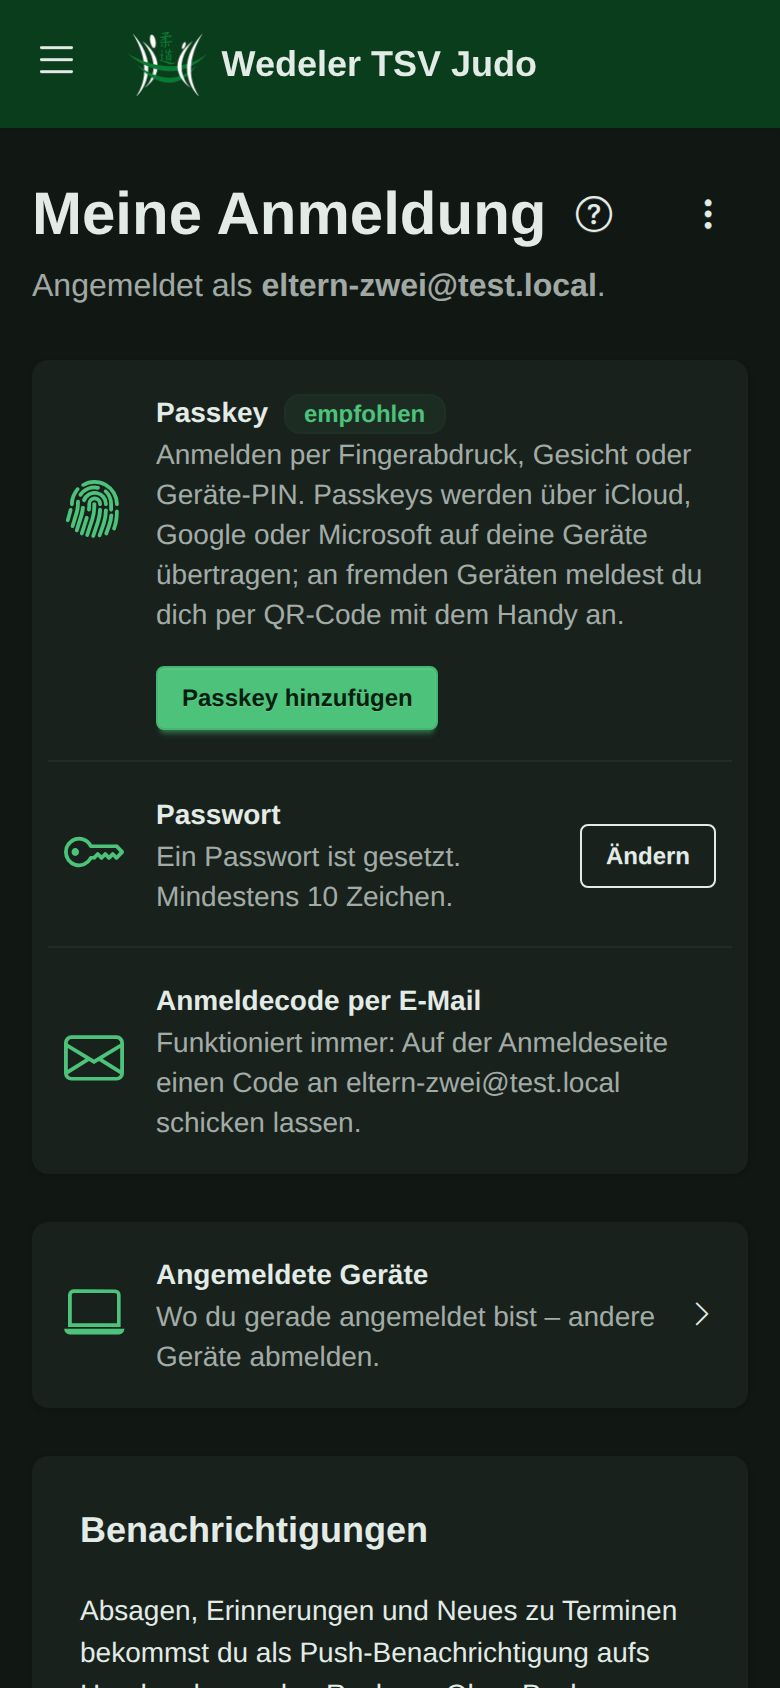 柔道
Wedeler TSV Judo
Meine Anmeldung ?
Angemeldet als eltern-zwei@test.local.
Passkey empfohlen
Anmelden per Fingerabdruck, Gesicht oder
Geräte-PIN. Passkeys werden über iCloud,
Google oder Microsoft auf deine Geräte
übertragen; an fremden Geräten meldest du
dich per QR-Code mit dem Handy an.
Passkey hinzufügen
Passwort
Ein Passwort ist gesetzt.
Mindestens 10 Zeichen.
Ändern
Anmeldecode per E-Mail
Funktioniert immer: Auf der Anmeldeseite
einen Code an eltern-zwei@test.local
schicken lassen.
Angemeldete Geräte
Wo du gerade angemeldet bist – andere
Geräte abmelden.
Benachrichtigungen
Absagen, Erinnerungen und Neues zu Terminen
bekommst du als Push-Benachrichtigung aufs